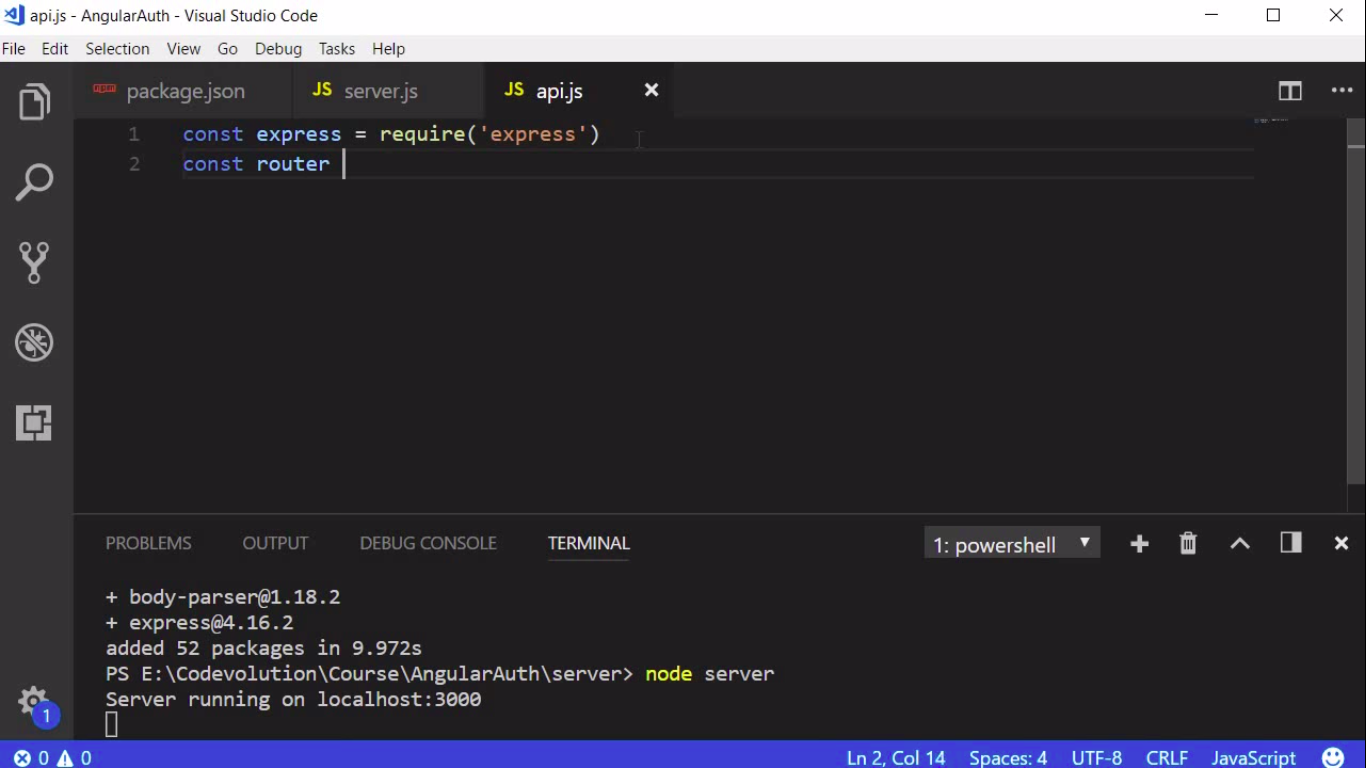 api.js - AngularAuth - Visual Studio Code
File Edit Selection View Go Debug Tasks Help
npm package.json JS server.js JS api.js
1 const express = require('express')
2 const router
PROBLEMS OUTPUT DEBUG CONSOLE TERMINAL 1: powershell
+ body-parser@1.18.2
+ express@4.16.2
added 52 packages in 9.972s
PS E:\Codevolution\Course\AngularAuth\server> node server
Server running on localhost:3000
1
0 0 Ln 2, Col 14 Spaces: 4 UTF-8 CRLF JavaScript